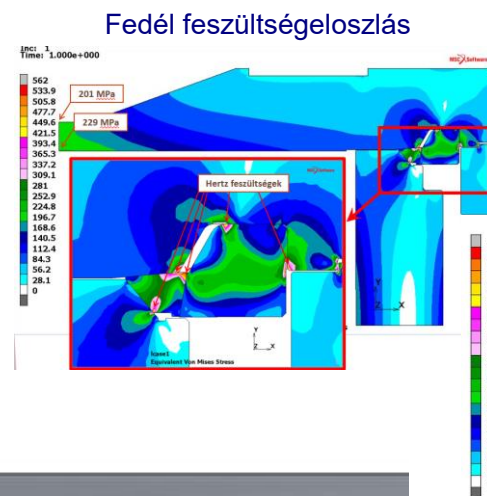 Fedél feszültségeloszlás
Inc: 1
Time: 1.000e+000
MSC Software
562
533.9
505.8
477.7
449.6
421.5
393.4
365.3
337.2
309.1
281
252.9
224.8
196.7
168.6
140.5
112.4
84.3
56.2
28.1
0
201 MPa
229 MPa
Hertz feszültségek
Y
Z X
lcase1
Equivalent Von Mises Stress
Y
Z X